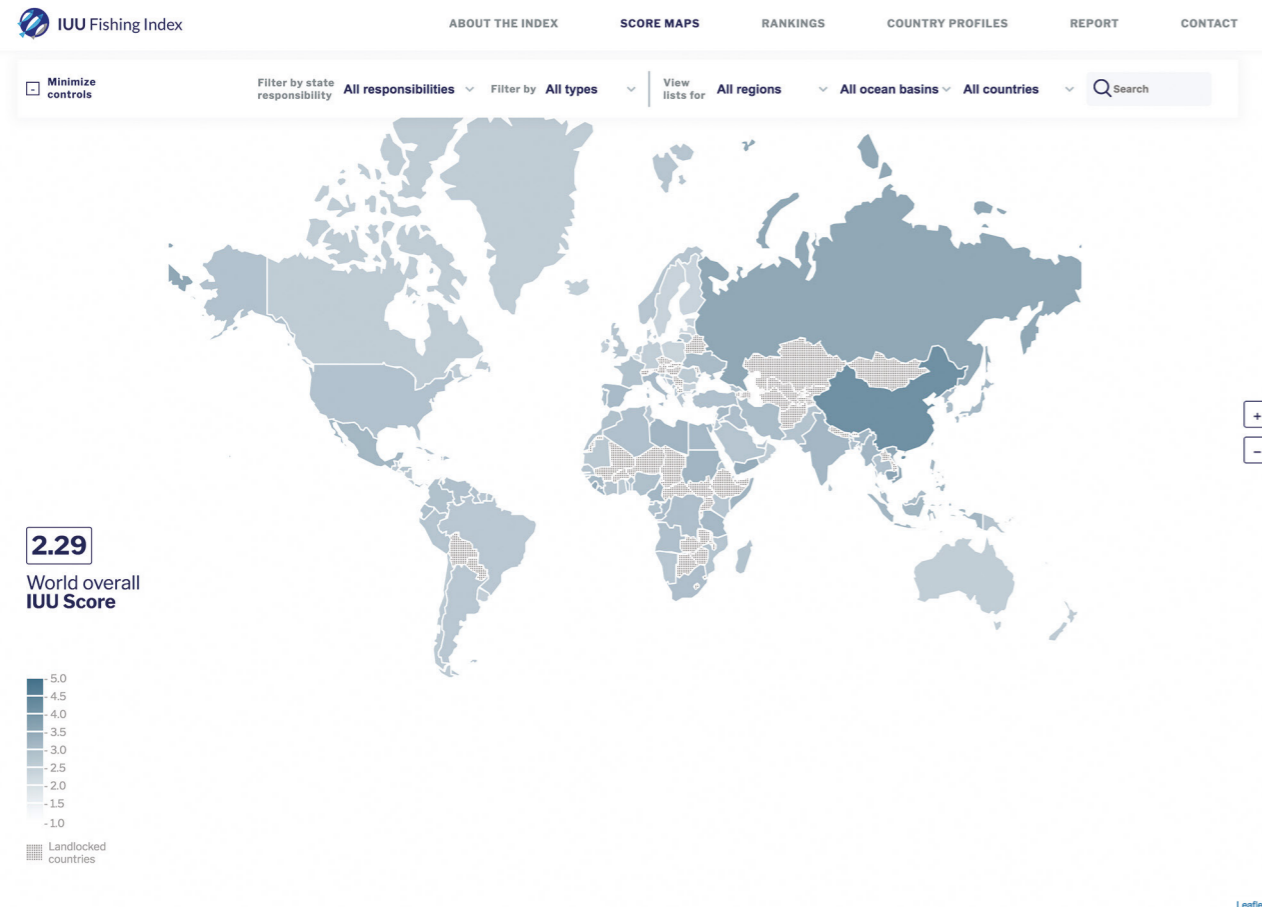 IUU Fishing Index
ABOUT THE INDEX
SCORE MAPS
RANKINGS
COUNTRY PROFILES
REPORT
CONTACT
-
Minimize
controls
Filter by state
responsibility
All responsibilities
Filter by
All types
View
lists for
All regions
All ocean basins
All countries
Search
+
-
2.29
World overall
IUU Score
5.0
4.5
4.0
3.5
3.0
2.5
2.0
1.5
1.0
Landlocked
countries
Leafle